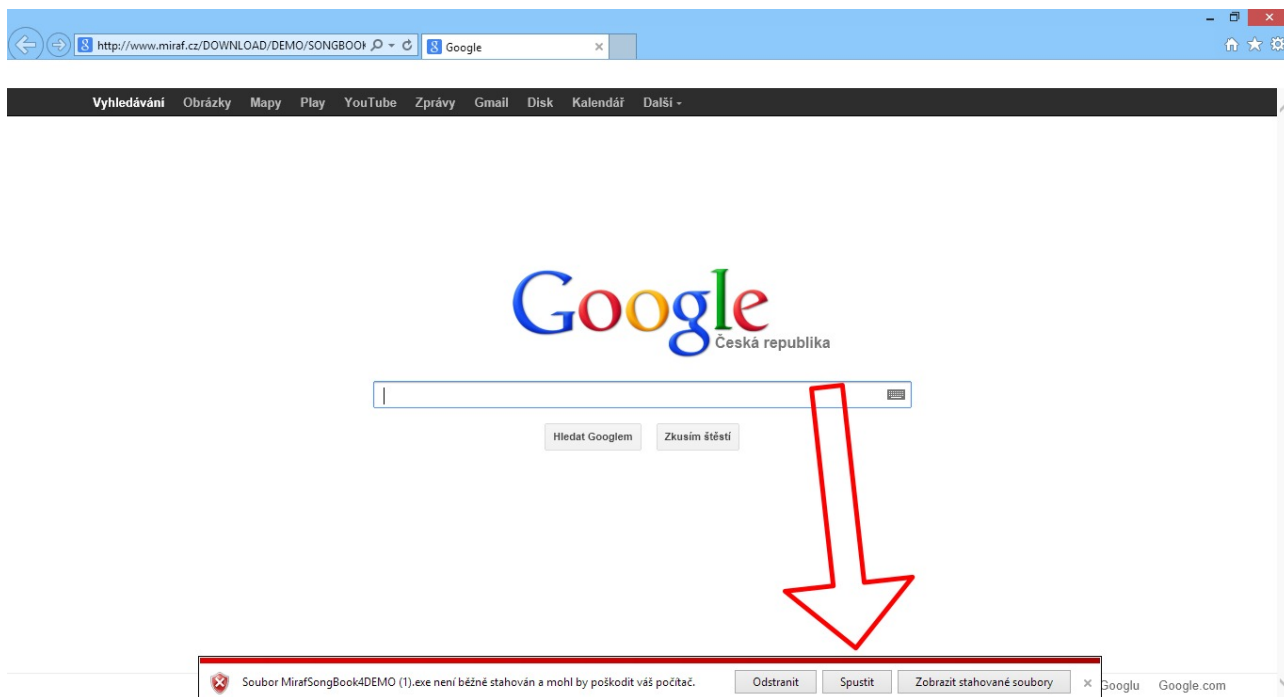 http://www.miraf.cz/DOWNLOAD/DEMO/SONGBOOK
Google
Vyhledávání Obrázky Mapy Play YouTube Zprávy Gmail Disk Kalendář Další
Google
Česká republika
Hledat Googlem Zkusím štěstí
Soubor MirafSongBook4DEMO (1).exe není běžně stahován a mohl by poškodit váš počítač. Odstranit Spustit Zobrazit stahované soubory
Googlu Google.com